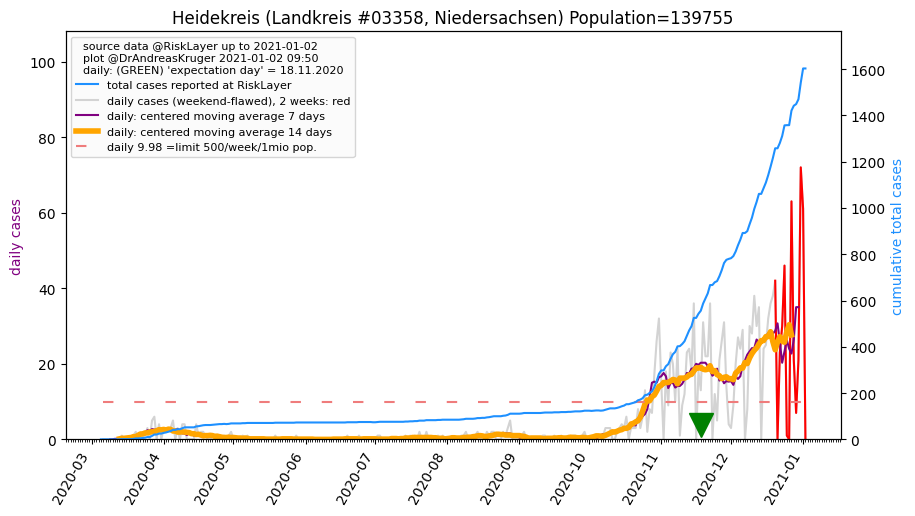 Heidekreis (Landkreis #03358, Niedersachsen) Population=139755
source data @RiskLayer up to 2021-01-02
plot @DrAndreasKruger 2021-01-02 09:50
daily: (GREEN) 'expectation day' = 18.11.2020
total cases reported at RiskLayer
daily cases (weekend-flawed), 2 weeks: red
daily: centered moving average 7 days
daily: centered moving average 14 days
daily 9.98 =limit 500/week/1mio pop.
daily cases
100
80
60
40
20
0
cumulative total cases
1600
1400
1200
1000
800
600
400
200
0
2020-03
2020-04
2020-05
2020-06
2020-07
2020-08
2020-09
2020-10
2020-11
2020-12
2021-01